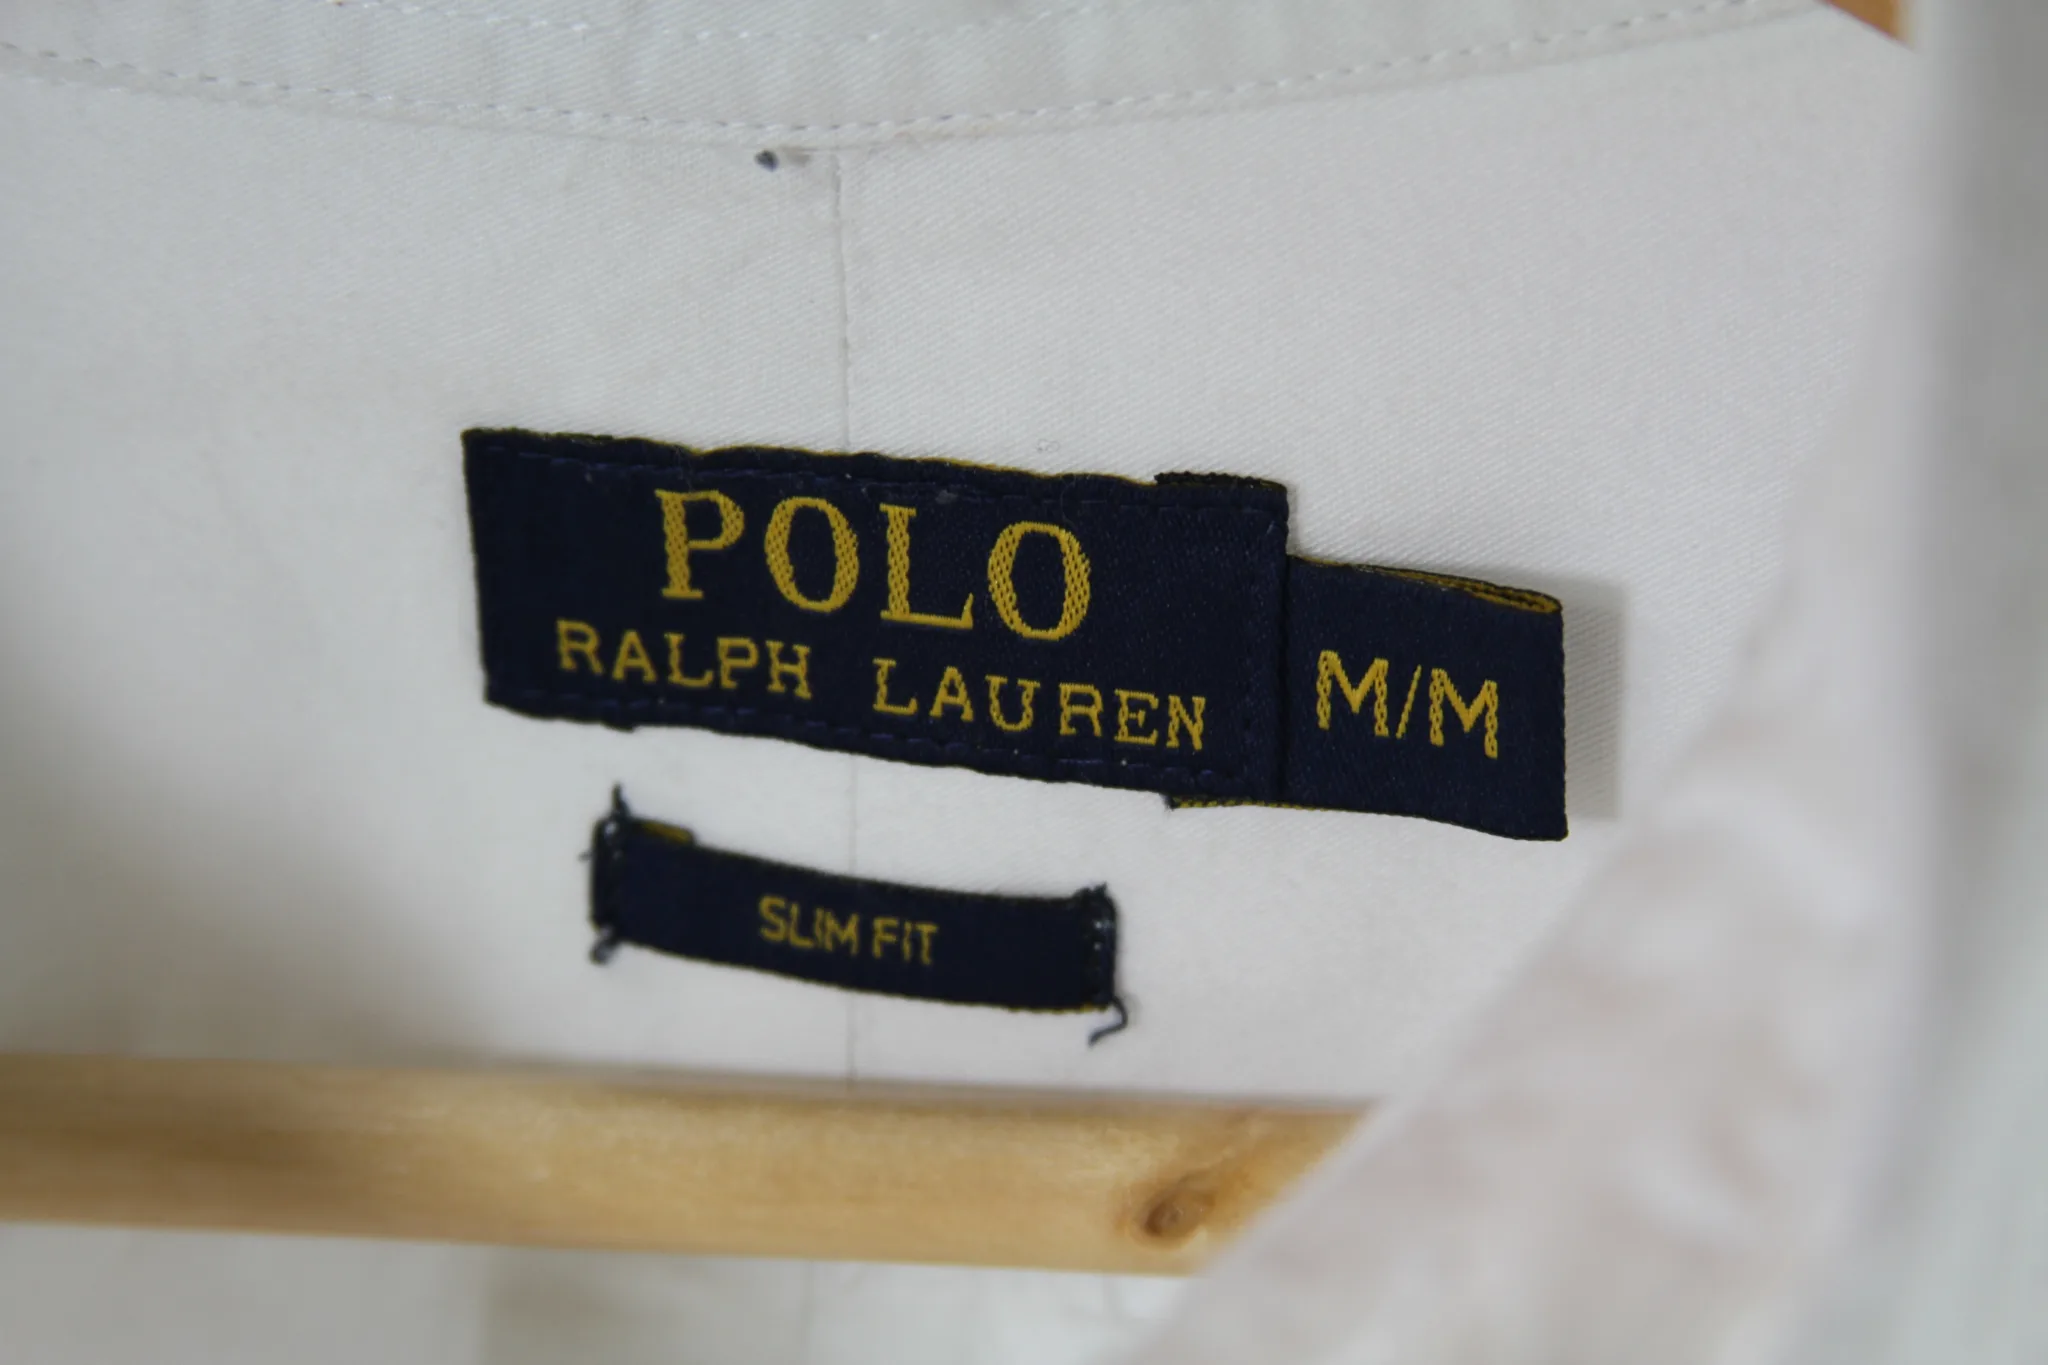 POLO
RALPH LAUREN
M/M
SLIM FIT